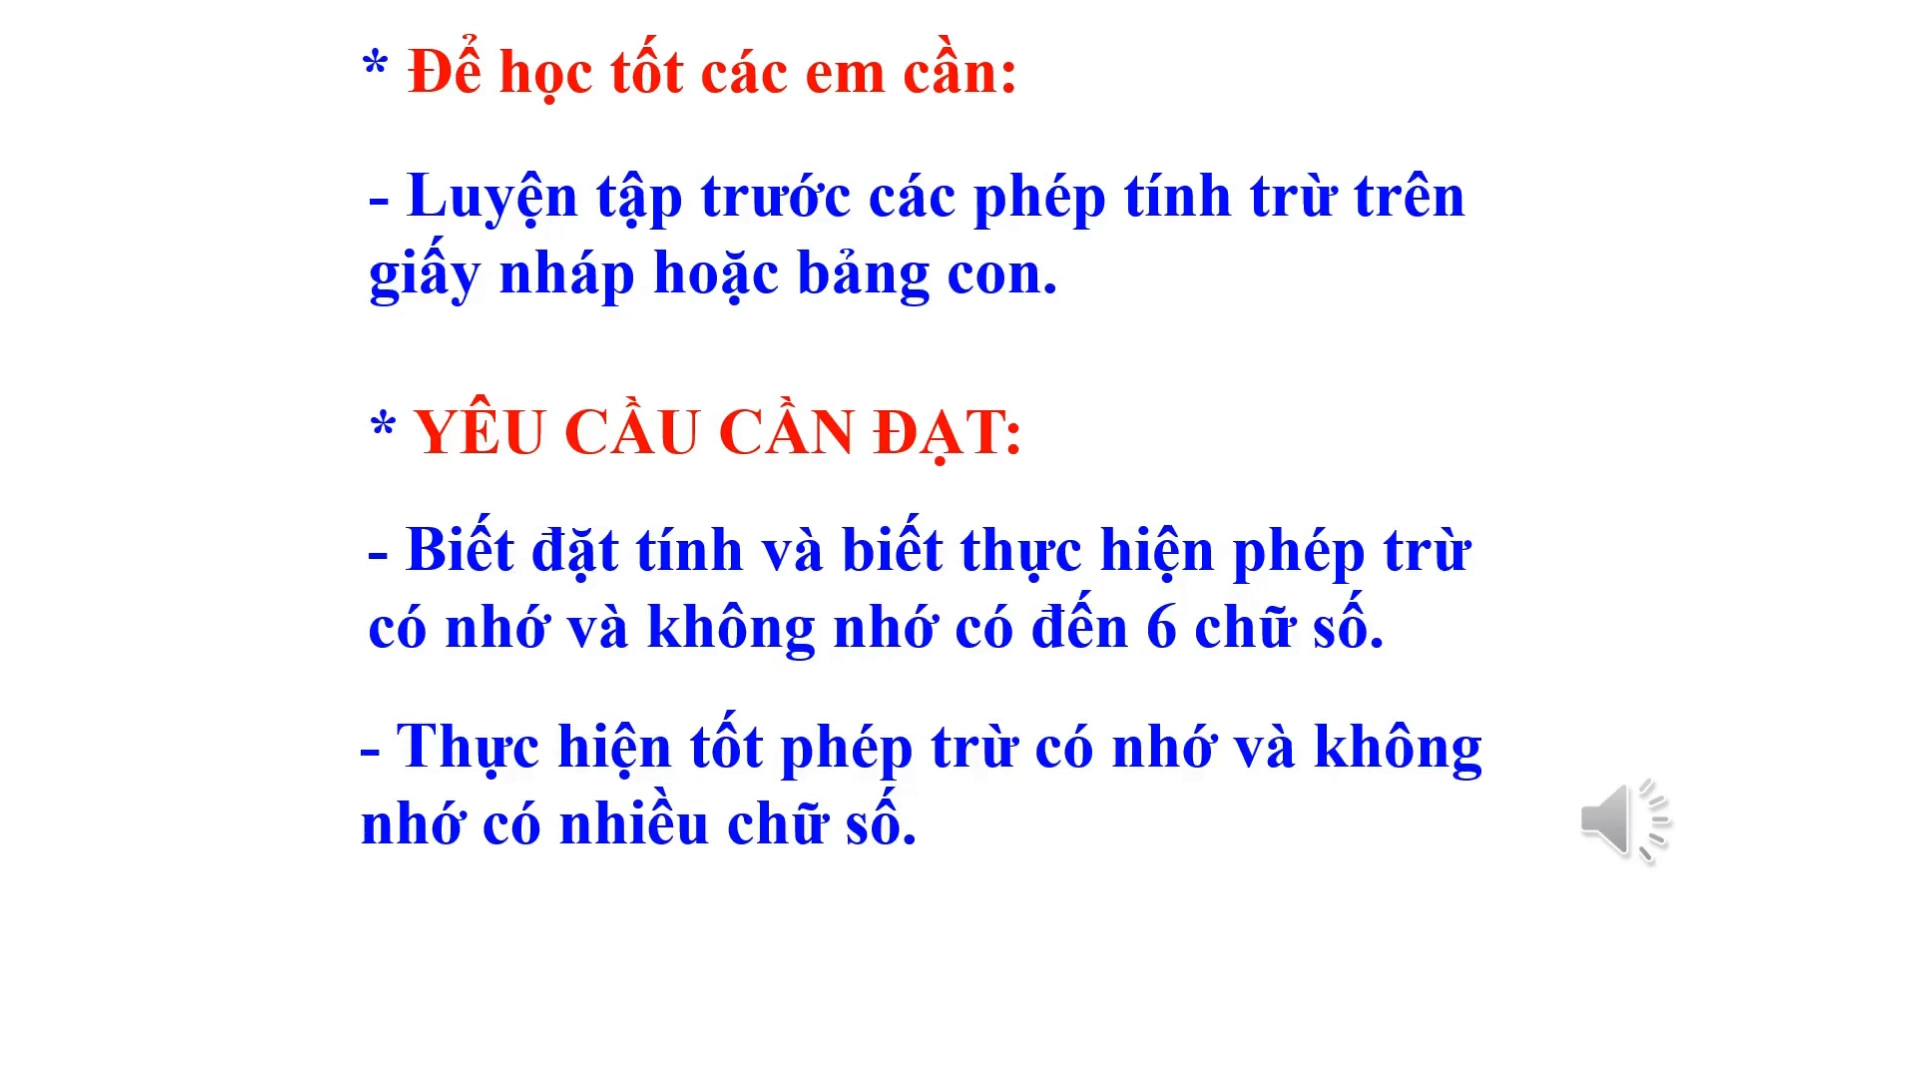 * Để học tốt các em cần:
- Luyện tập trước các phép tính trừ trên
giấy nháp hoặc bảng con.
* YÊU CẦU CẦN ĐẠT:
- Biết đặt tính và biết thực hiện phép trừ
có nhớ và không nhớ có đến 6 chữ số.
- Thực hiện tốt phép trừ có nhớ và không
nhớ có nhiều chữ số.